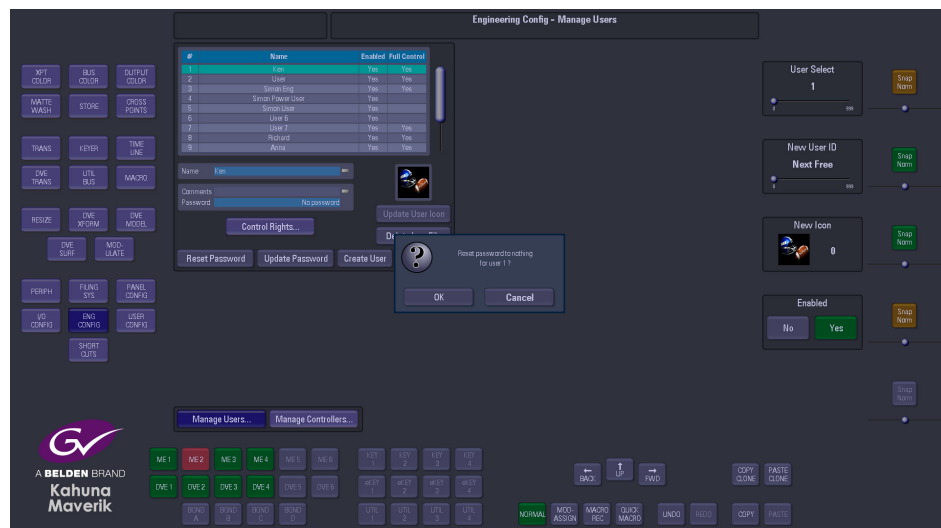 Engineering Config - Manage Users
# Name Enabled Full Control
1 Ken Yes Yes
2 User Yes Yes
3 Simon Eng Yes Yes
4 Simon Power User Yes
5 Simon User Yes
6 User 6 Yes
7 User 7 Yes Yes
8 Richard Yes Yes
9 Anna Yes Yes
Name Ken
Comments
Password No password
Update User Icon
Control Rights...
Reset Password Update Password Create User
Reset password to nothing
for user 1 ?
OK Cancel
Manage Users... Manage Controllers...
XPT COLOR
BUS COLOR
OUTPUT COLOR
MATTE WASH
STORE
CROSS POINTS
TRANS
KEYER
TIME LINE
DVE TRANS
UTIL BUS
MACRO
RESIZE
DVE XFORM
DVE MODEL
DVE SURF
MOD- ULATE
PERIPH
FILING SYS
PANEL CONFIG
I/O CONFIG
ENG CONFIG
USER CONFIG
SHORT CUTS
User Select
1
1 999
Snap Norm
New User ID
Next Free
999
Snap Norm
New Icon
0
Snap Norm
Enabled
No Yes
Snap Norm
Snap Norm
GV
A BELDEN BRAND
Kahuna
Maverik
ME 1 ME 2 ME 3 ME 4 ME 5 ME 6
DVE 1 DVE 2 DVE 3 DVE 4 DVE 5 DVE 6
BOND A BOND B BOND C BOND D
KEY 1 KEY 2 KEY 3 KEY 4
UTIL 1 UTIL 2 UTIL 3 UTIL 4
BACK UP FWD
COPY CLONE PASTE CLONE
NORMAL MOD- ASSIGN MACRO REC QUICK MACRO UNDO REDO COPY PASTE